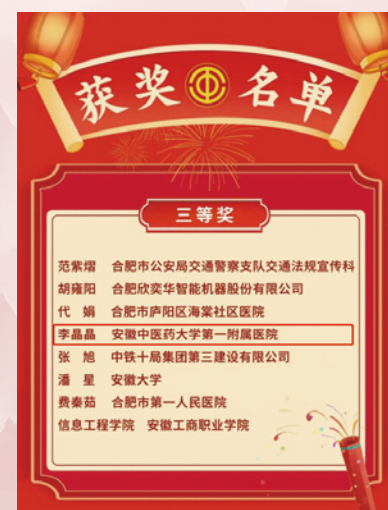 获奖名单
三等奖
范紫熠 合肥市公安局交通警察支队交通法规宣传科
胡雍阳 合肥欣奕华智能机器股份有限公司
代 娟 合肥市庐阳区海棠社区医院
李晶晶 安徽中医药大学第一附属医院
张 旭 中铁十局集团第三建设有限公司
潘 星 安徽大学
费秦茹 合肥市第一人民医院
信息工程学院 安徽工商职业学院